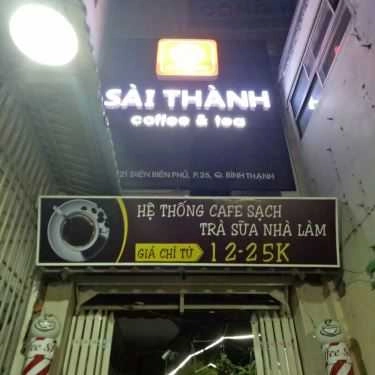 SÀI THÀNH
coffee & tea
21 ĐIỆN BIÊN PHỦ, P.25, Q. BÌNH THẠNH
HỆ THỐNG CAFE SẠCH
TRÀ SỮA NHÀ LÀM
GIÁ CHỈ TỪ 12-25K